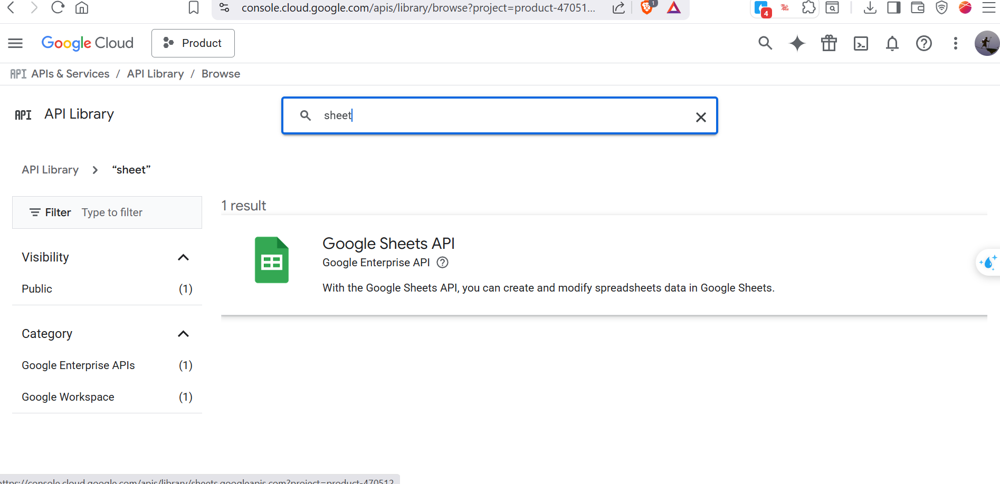 console.cloud.google.com/apis/library/browse?project=product-47051...
1
4
Google Cloud
Product
API APIs & Services / API Library / Browse
API API Library
sheet
API Library > “sheet”
Filter Type to filter
1 result
Google Sheets API
Google Enterprise API
With the Google Sheets API, you can create and modify spreadsheets data in Google Sheets.
Visibility
Public (1)
Category
Google Enterprise APIs (1)
Google Workspace (1)
https://console.cloud.google.com/apis/library/sheets.googleapis.com?project=product-470512